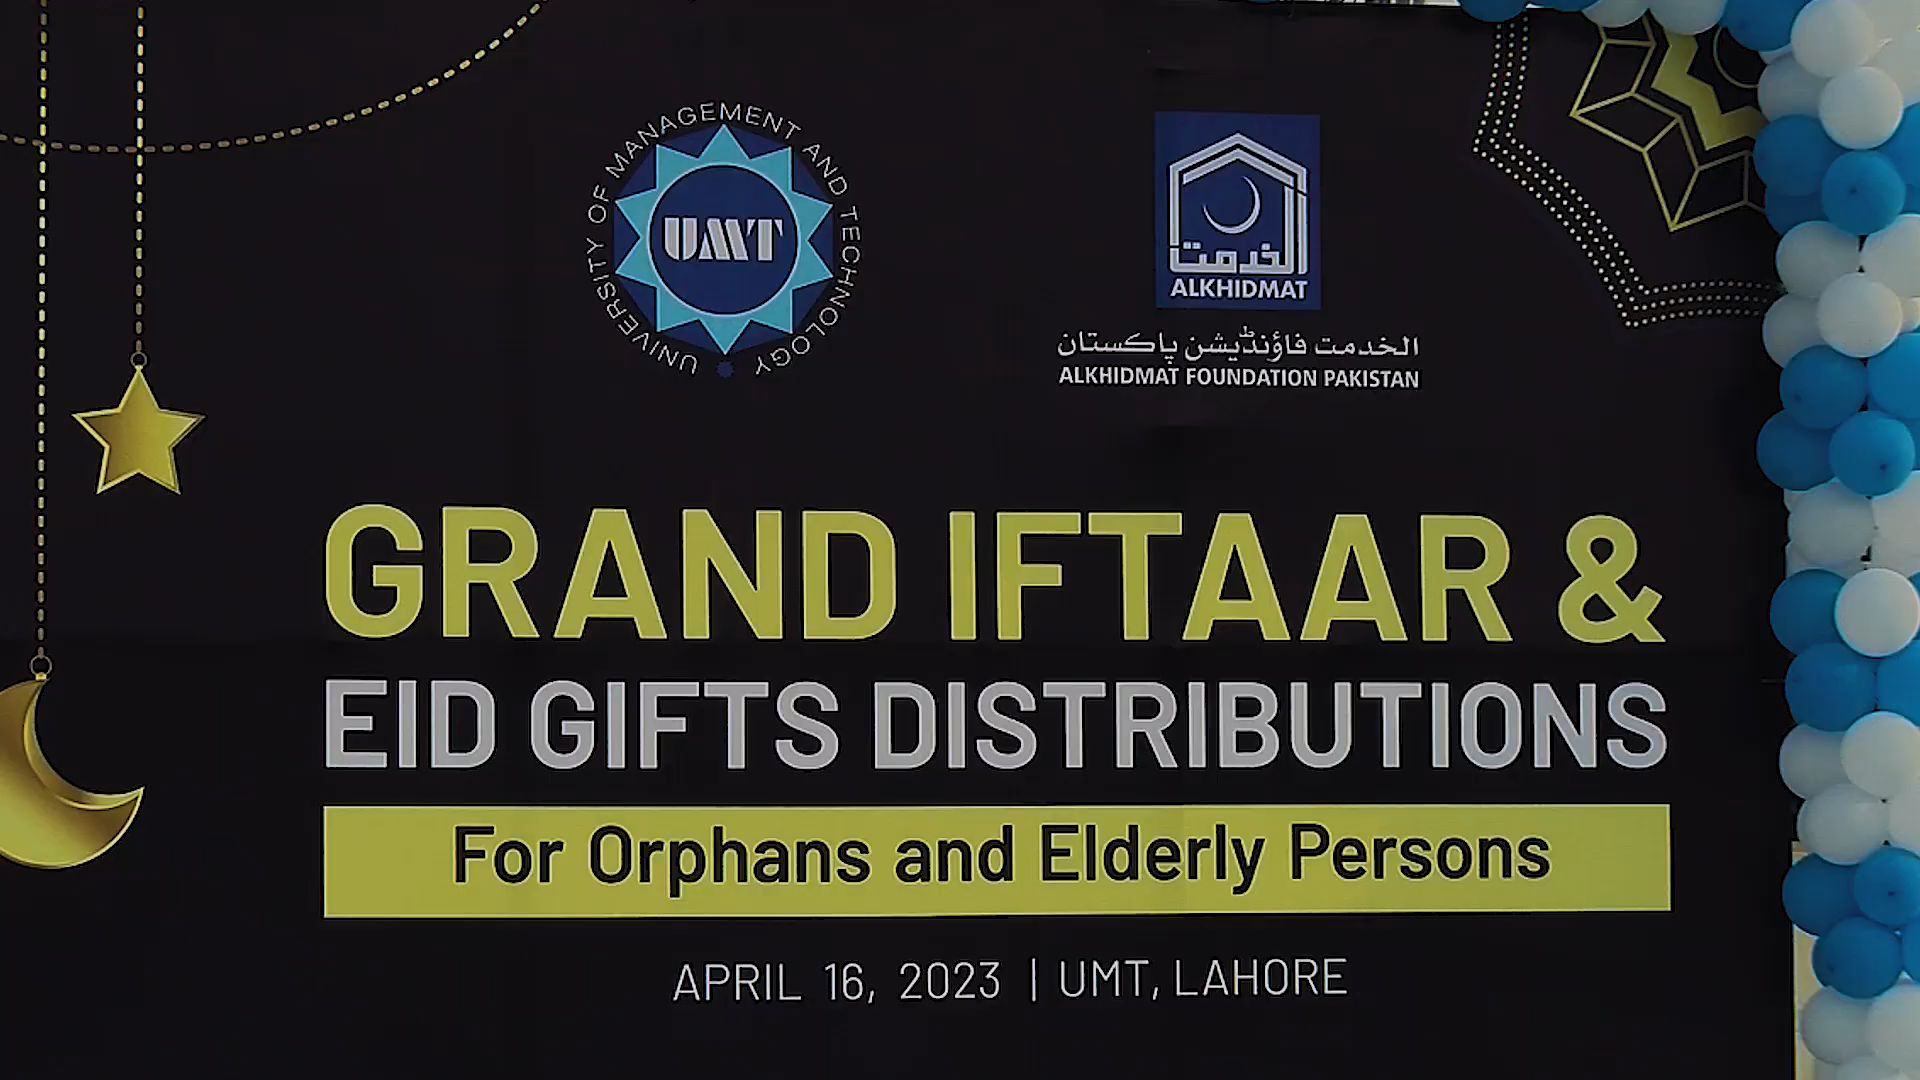 UNIVERSITY OF MANAGEMENT AND TECHNOLOGY
UMT
الخدمت
ALKHIDMAT
الخدمت فاؤنڈیشن پاکستان
ALKHIDMAT FOUNDATION PAKISTAN
GRAND IFTAAR &
EID GIFTS DISTRIBUTIONS
For Orphans and Elderly Persons
APRIL 16, 2023 | UMT, LAHORE